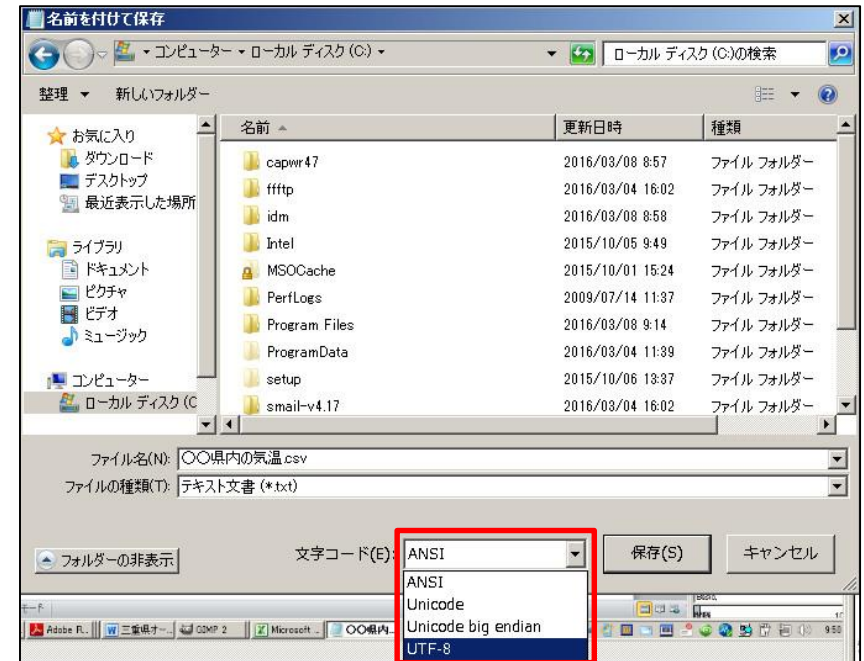 名前を付けて保存
コンピューター ▸ ローカル ディスク (C:)
ローカル ディスク (C:)の検索
整理
新しいフォルダー
お気に入り
ダウンロード
デスクトップ
最近表示した場所
ライブラリ
ドキュメント
ピクチャ
ビデオ
ミュージック
コンピューター
ローカル ディスク (C
名前 更新日時 種類
capwr47 2016/03/08 8:57 ファイル フォルダー
ffftp 2016/03/04 16:02 ファイル フォルダー
idm 2016/03/08 8:58 ファイル フォルダー
Intel 2015/10/05 9:49 ファイル フォルダー
MSOCache 2015/10/01 15:24 ファイル フォルダー
PerfLogs 2009/07/14 11:37 ファイル フォルダー
Program Files 2016/03/08 9:14 ファイル フォルダー
ProgramData 2016/03/04 11:39 ファイル フォルダー
setup 2015/10/06 13:37 ファイル フォルダー
smail-v4.17 2016/03/04 16:02 ファイル フォルダー
ファイル名(N): 〇〇県内の気温.csv
ファイルの種類(T): テキスト文書 (*.txt)
フォルダーの非表示
文字コード(E): ANSI
保存(S)
キャンセル
ANSI
Unicode
Unicode big endian
UTF-8
Adobe R..
三重県オー..
GIMP 2
Microsoft ..
〇〇県内..
9:50